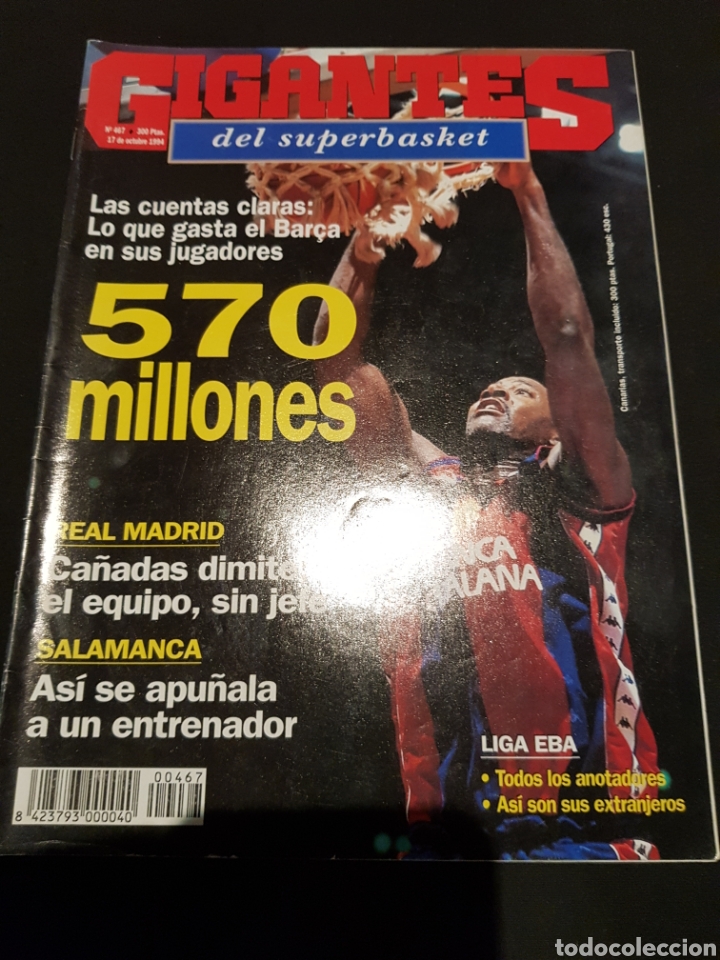 GIGANTES
del superbasket
Nº 467 • 300 Ptas.
17 de octubre 1994
Las cuentas claras:
Lo que gasta el Barça
en sus jugadores
570
millones
Canarias, transporte incluido: 300 ptas. Portugal: 430 esc.
REAL MADRID
Cañadas dimite
el equipo, sin jefe
SALAMANCA
Así se apuñala
a un entrenador
NCA
ALANA
LIGA EBA
• Todos los anotadores
• Así son sus extranjeros
00467
8 423793 000040
todocoleccion